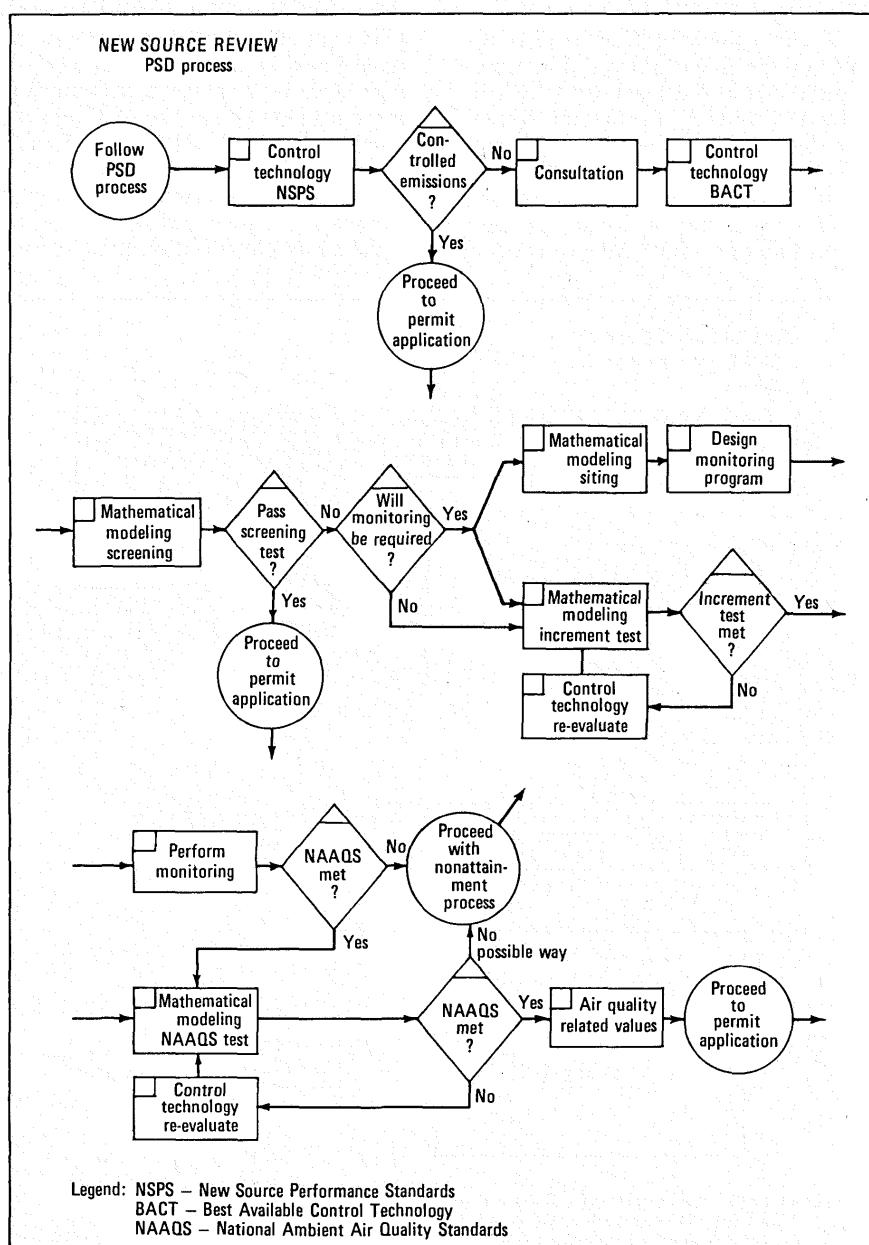 NEW SOURCE REVIEW
PSD process
Follow
PSD
process
Control
technology
NSPS
Con-
trolled
emissions
?
No
Consultation
Control
technology
BACT
Yes
Proceed
to
permit
application
Mathematical
modeling
screening
Pass
screening
test
?
No
Will
monitoring
be required
?
Yes
Mathematical
modeling
siting
Design
monitoring
program
Yes
Proceed
to
permit
application
No
Mathematical
modeling
increment test
Increment
test
met
?
Yes
No
Control
technology
re-evaluate
Perform
monitoring
NAAQS
met
?
No
Proceed
with
nonattain-
ment
process
Yes
No
possible way
Mathematical
modeling
NAAQS test
NAAQS
met
?
Yes
Air quality
related values
Proceed
to
permit
application
No
Control
technology
re-evaluate
Legend: NSPS – New Source Performance Standards
BACT – Best Available Control Technology
NAAQS – National Ambient Air Quality Standards